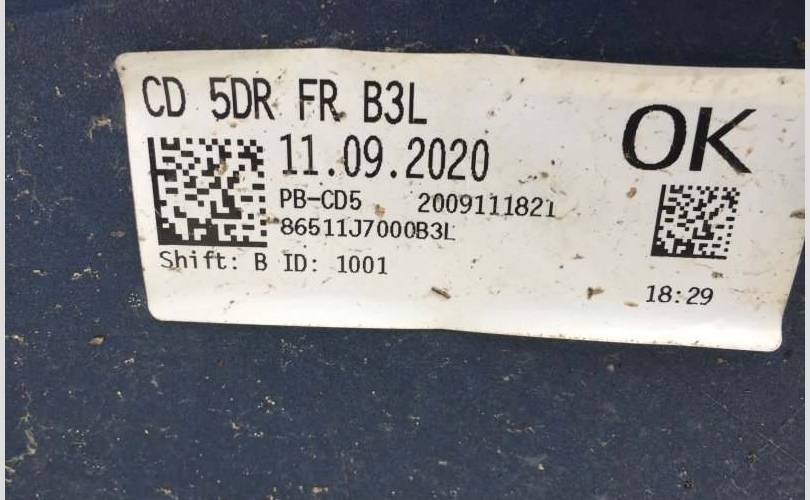 CD 5DR FR B3L
OK
11.09.2020
PB-CD5 2009111821
86511J7000B3L
Shift: B ID: 1001
18:29